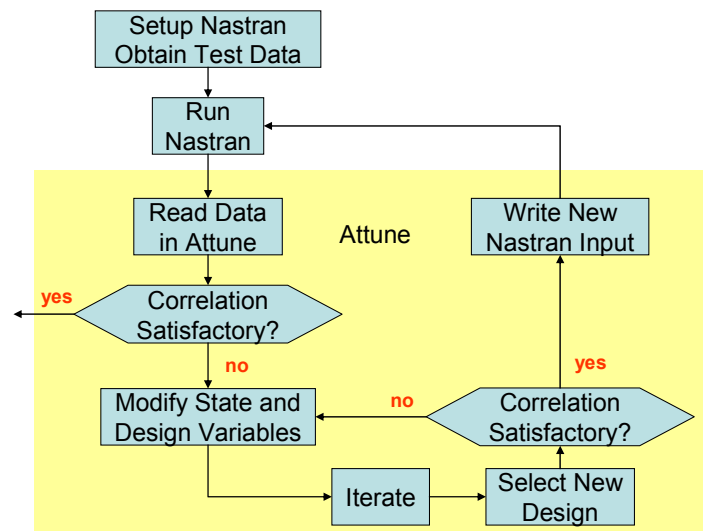 Setup Nastran
Obtain Test Data
Run
Nastran
Read Data
in Attune
Attune
Write New
Nastran Input
yes
Correlation
Satisfactory?
no
yes
Modify State and
Design Variables
no
Correlation
Satisfactory?
Iterate
Select New
Design